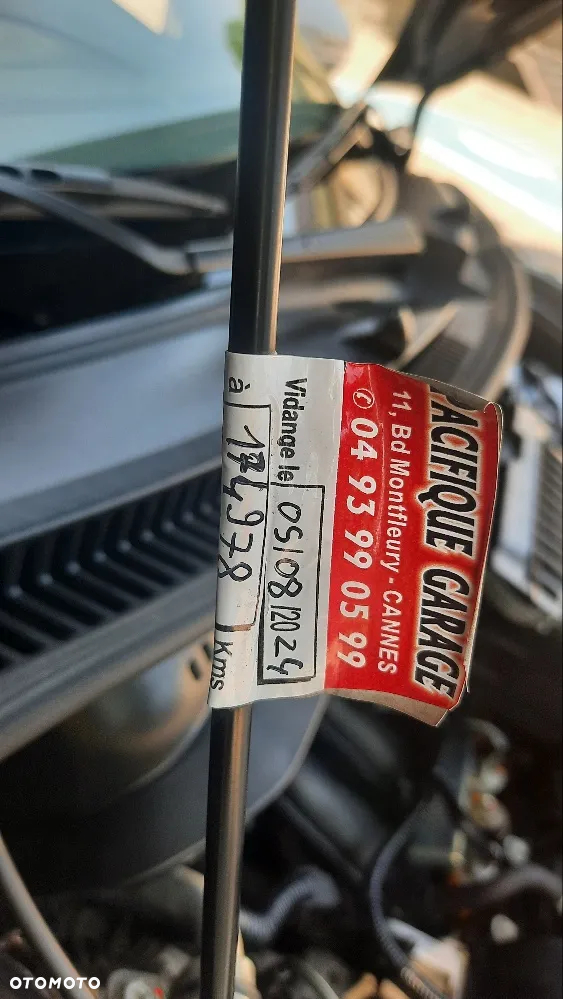 PACIFIQUE GARAGE
11, Bd Montfleury - CANNES
✆ 04 93 99 05 99
Vidange le 05/08/2024
à 174978 Kms
OTOMOTO